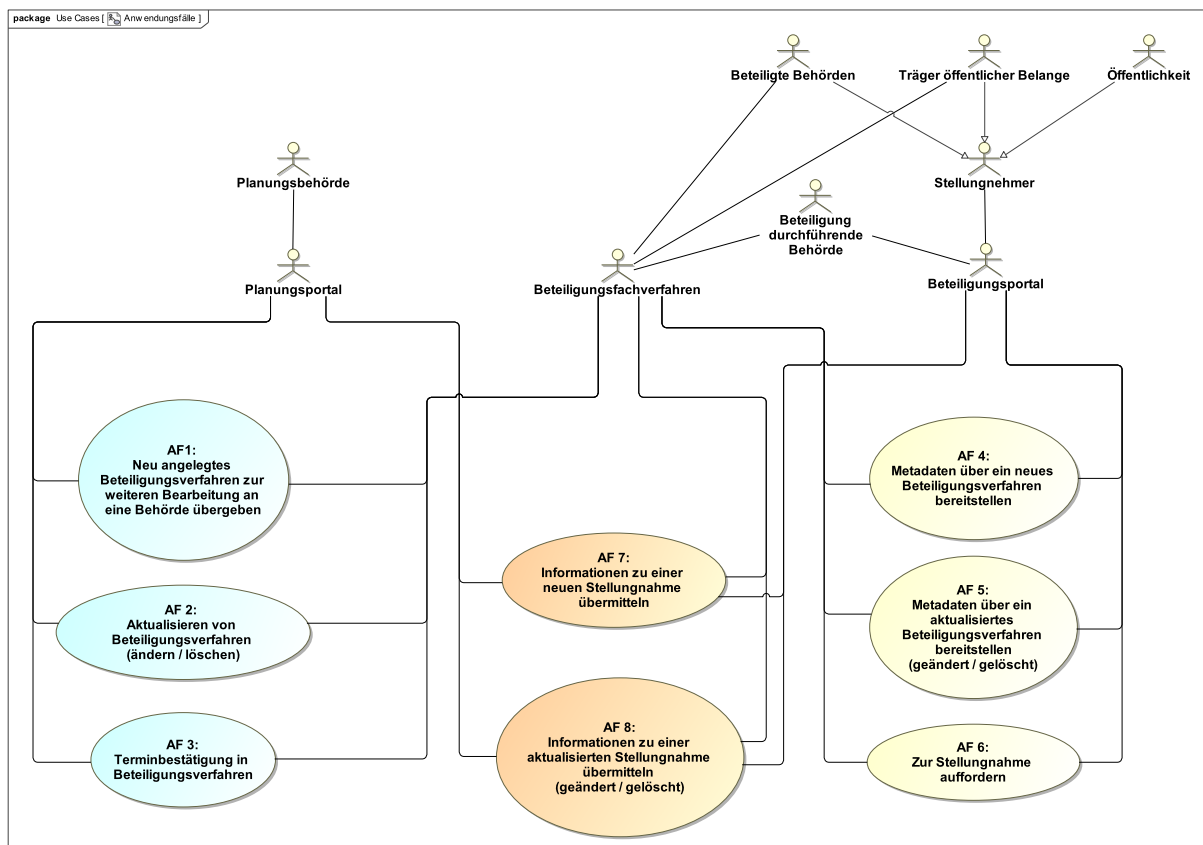 package Use Cases [ Anwendungsfälle ]
Beteiligte Behörden
Träger öffentlicher Belange
Öffentlichkeit
Planungsbehörde
Stellungnehmer
Beteiligung
durchführende
Behörde
Planungsportal
Beteiligungsfachverfahren
Beteiligungsportal
AF1:
Neu angelegtes
Beteiligungsverfahren zur
weiteren Bearbeitung an
eine Behörde übergeben
AF 2:
Aktualisieren von
Beteiligungsverfahren
(ändern / löschen)
AF 3:
Terminbestätigung in
Beteiligungsverfahren
AF 7:
Informationen zu einer
neuen Stellungnahme
übermitteln
AF 8:
Informationen zu einer
aktualisierten Stellungnahme
übermitteln
(geändert / gelöscht)
AF 4:
Metadaten über ein neues
Beteiligungsverfahren
bereitstellen
AF 5:
Metadaten über ein
aktualisiertes
Beteiligungsverfahren
bereitstellen
(geändert / gelöscht)
AF 6:
Zur Stellungnahme
auffordern